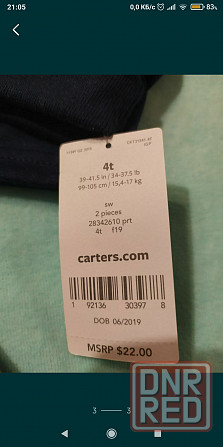 21:05
0,0 КБ/с
83%
4t
39-41.5 in / 34-37.5 lb
99-105 cm / 15,4-17 kg
sw
2 pieces
28342610 prt
4t f19
carters.com
1 92136 30397 8
DOB 06/2019
MSRP $22.00
DNR
RED
3 — 3